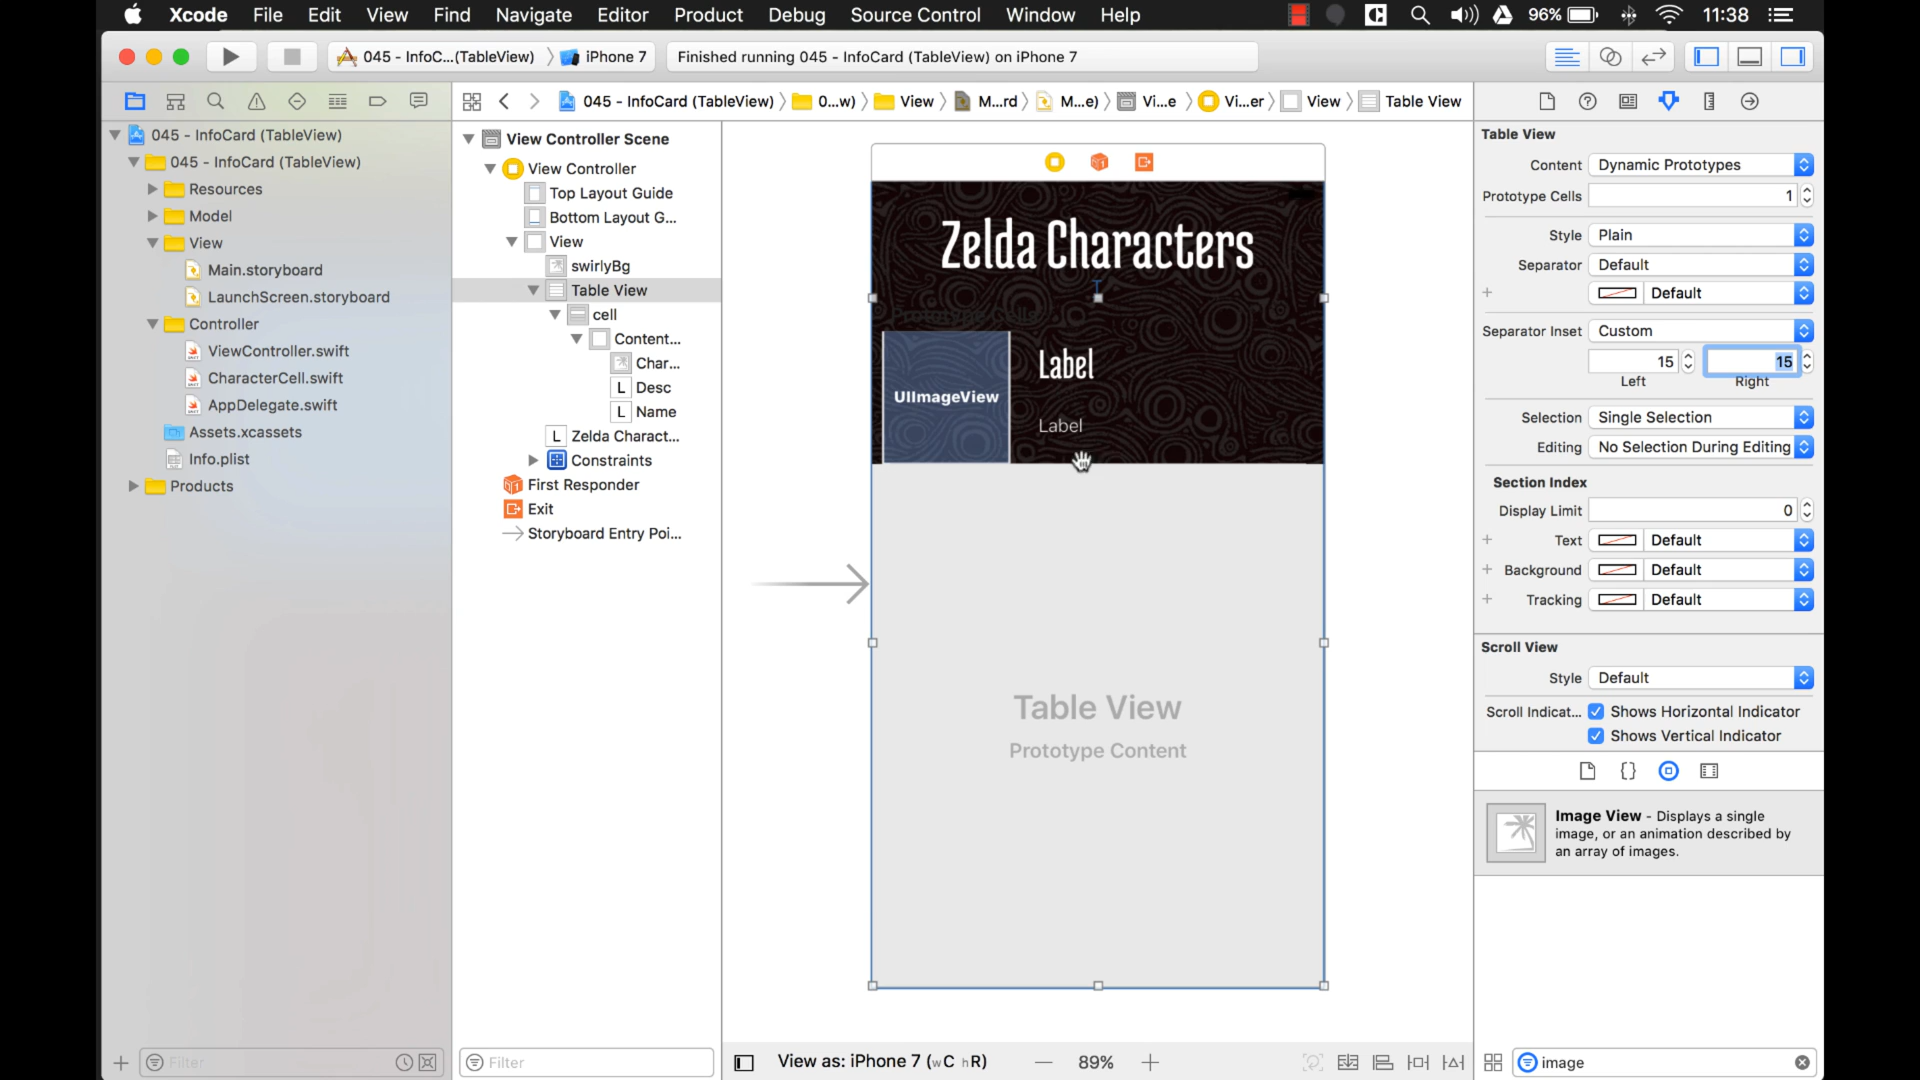 Xcode File Edit View Find Navigate Editor Product Debug Source Control Window Help 96% 11:38
045 - InfoC...(TableView) iPhone 7 Finished running 045 - InfoCard (TableView) on iPhone 7
045 - InfoCard (TableView) 0...w) View M...rd M...e) Vi...e Vi...er View Table View
045 - InfoCard (TableView)
045 - InfoCard (TableView)
Resources
Model
View
Main.storyboard
LaunchScreen.storyboard
Controller
ViewController.swift
CharacterCell.swift
AppDelegate.swift
Assets.xcassets
Info.plist
Products
Filter
View Controller Scene
View Controller
Top Layout Guide
Bottom Layout G...
View
swirlyBg
Table View
cell
Content...
Char...
L Desc
L Name
L Zelda Charact...
Constraints
First Responder
Exit
Storyboard Entry Poi...
Filter
Zelda Characters
Prototype Cells
UIImageView
Label
Label
Table View
Prototype Content
View as: iPhone 7 (wC hR) — 89% +
Table View
Content Dynamic Prototypes
Prototype Cells 1
Style Plain
Separator Default
+ Default
Separator Inset Custom
15 15
Left Right
Selection Single Selection
Editing No Selection During Editing
Section Index
Display Limit 0
+ Text Default
+ Background Default
+ Tracking Default
Scroll View
Style Default
Scroll Indicat... Shows Horizontal Indicator
Shows Vertical Indicator
Image View - Displays a single
image, or an animation described by
an array of images.
image